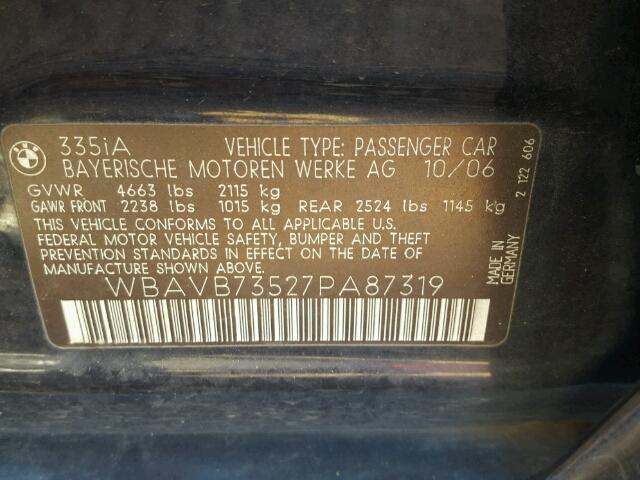 BMW
335iA VEHICLE TYPE: PASSENGER CAR
BAYERISCHE MOTOREN WERKE AG 10/06
GVWR 4663 lbs 2115 kg
GAWR FRONT 2238 lbs 1015 kg REAR 2524 lbs 1145 kg
THIS VEHICLE CONFORMS TO ALL APPLICABLE U.S.
FEDERAL MOTOR VEHICLE SAFETY, BUMPER AND THEFT
PREVENTION STANDARDS IN EFFECT ON THE DATE
OF MANUFACTURE SHOWN ABOVE.
WBAVB73527PA87319
MADE IN
GERMANY
2 122 606